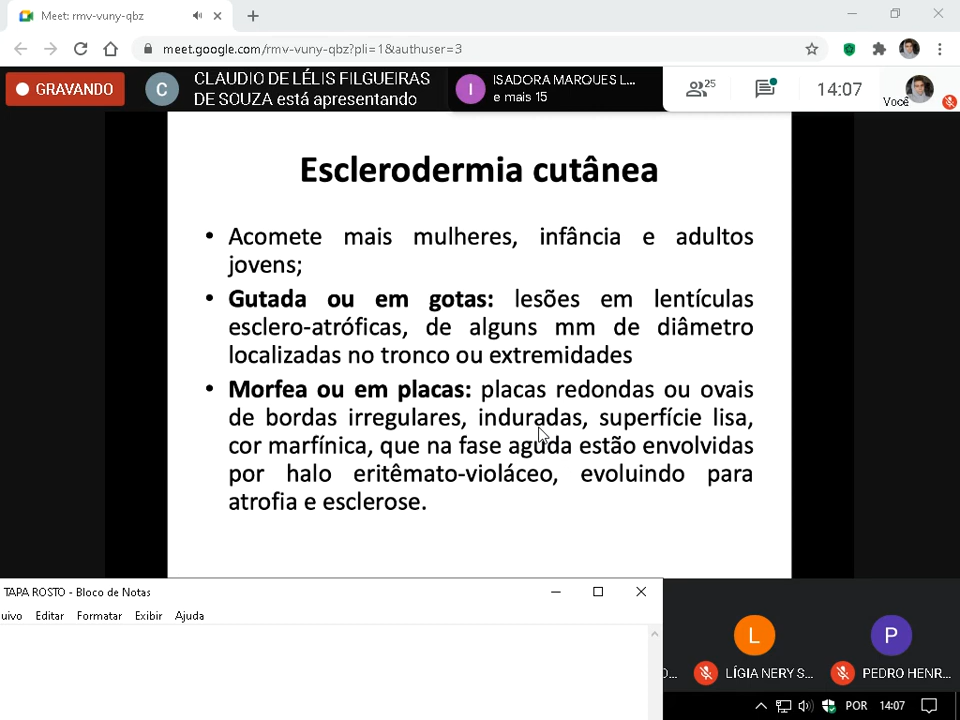 Meet: rmv-vuny-qbz
meet.google.com/rmv-vuny-qbz?pli=1&authuser=3
GRAVANDO
C
CLAUDIO DE LÉLIS FILGUEIRAS
DE SOUZA está apresentando
I
ISADORA MARQUES L...
e mais 15
25
14:07
Você
Esclerodermia cutânea
• Acomete mais mulheres, infância e adultos
jovens;
• Gutada ou em gotas: lesões em lentículas
esclero-atróficas, de alguns mm de diâmetro
localizadas no tronco ou extremidades
• Morfea ou em placas: placas redondas ou ovais
de bordas irregulares, induradas, superfície lisa,
cor marfínica, que na fase aguda estão envolvidas
por halo eritêmato-violáceo, evoluindo para
atrofia e esclerose.
TAPA ROSTO - Bloco de Notas
uivo Editar Formatar Exibir Ajuda
L
P
O... LÍGIA NERY S... PEDRO HENR...
POR 14:07